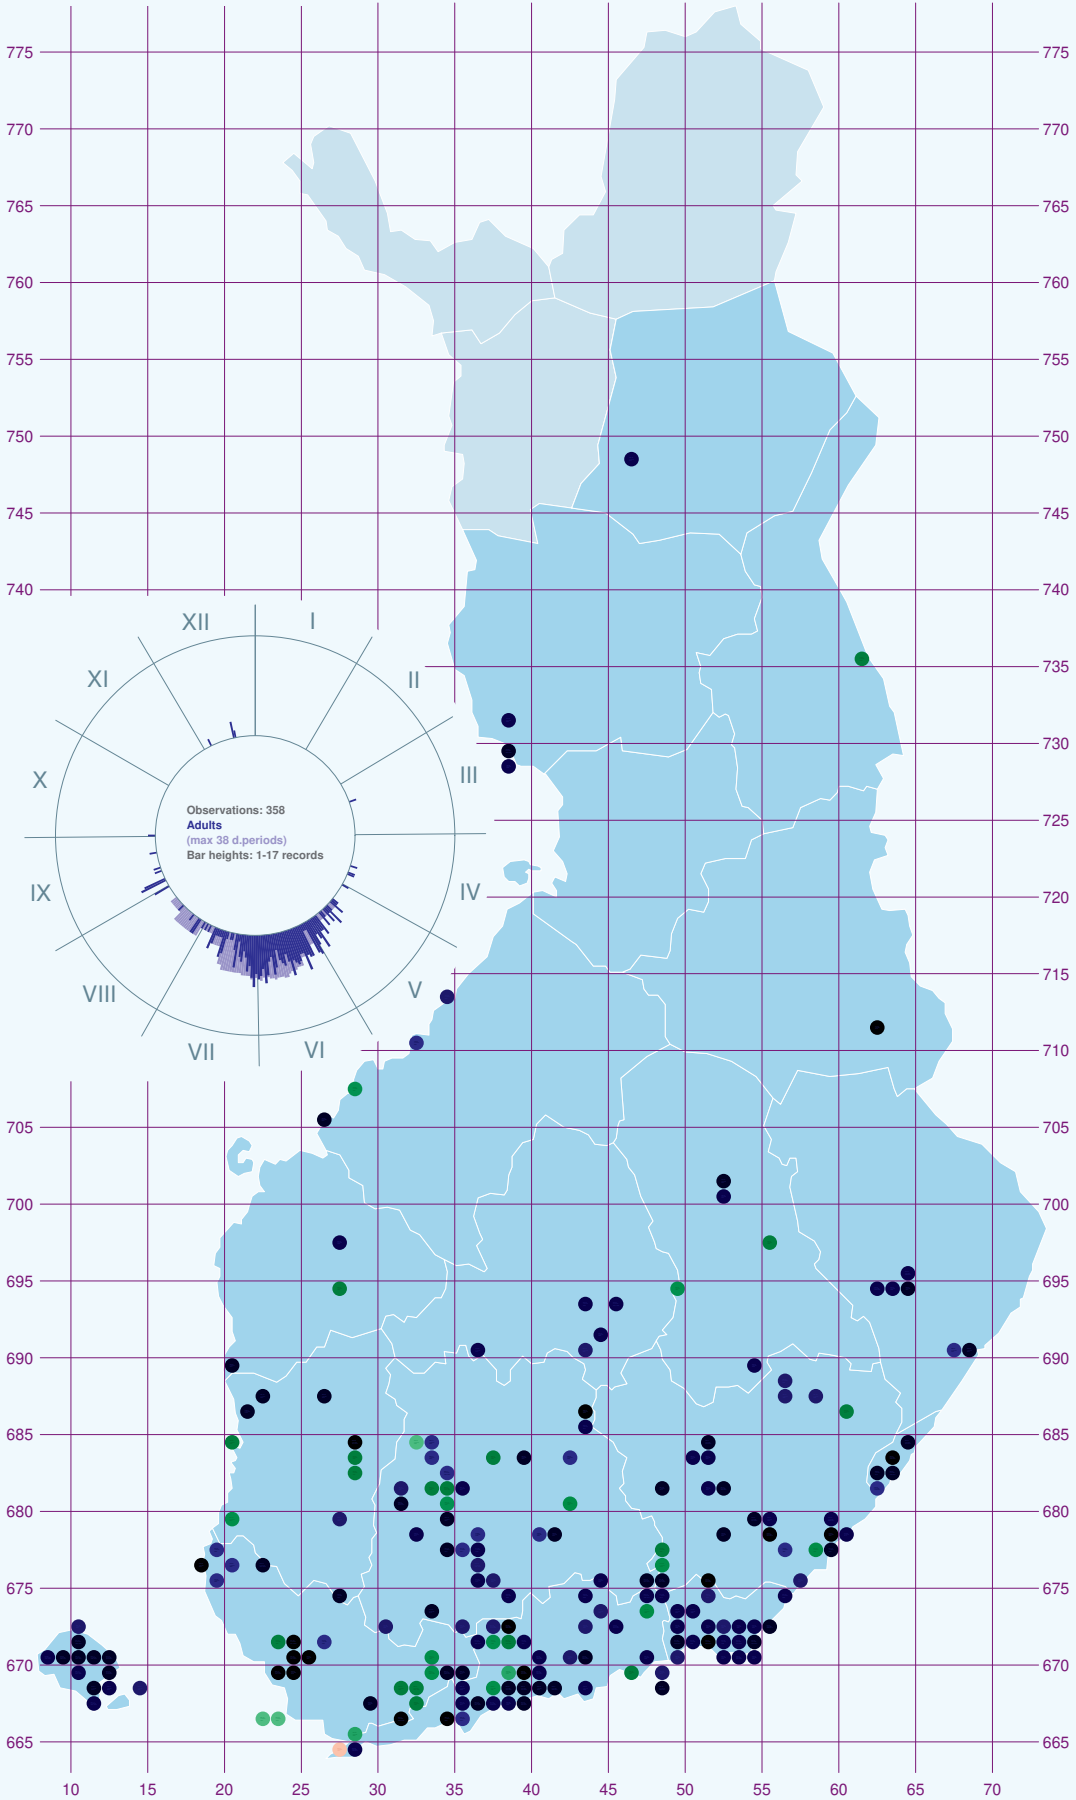 775 775
770 770
765 765
760 760
755 755
750 750
745 745
740 740
XII I
XI II
735 735
730 730
X III
Observations: 358
Adults
(max 38 d.periods)
Bar heights: 1-17 records
725 725
IX IV
720 720
715 715
VIII V
VII VI
710 710
705 705
700 700
695 695
690 690
685 685
680 680
675 675
670 670
665 665
10 15 20 25 30 35 40 45 50 55 60 65 70